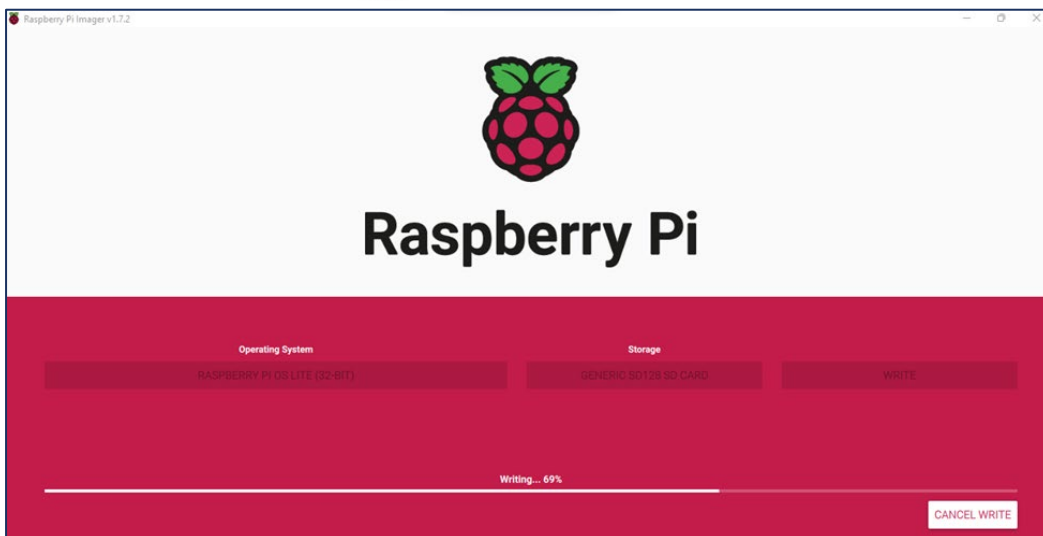 Raspberry Pi Imager v1.7.2
Raspberry Pi
Operating System
Storage
RASPBERRY PI OS LITE (32-BIT)
GENERIC S0128 SD CARD
WRITE
Writing... 69%
CANCEL WRITE